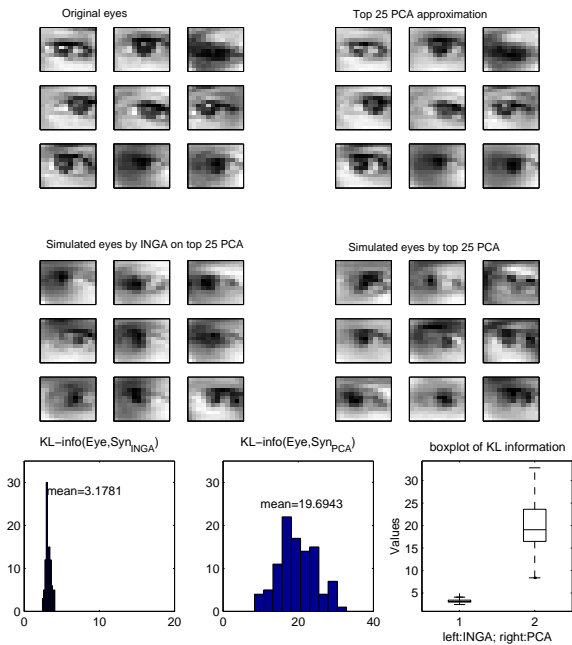 Original eyes
Top 25 PCA approximation
Simulated eyes by INGA on top 25 PCA
Simulated eyes by top 25 PCA
KL−info(Eye,Syn_INGA)
mean=3.1781
30
20
10
0
0 10 20
KL−info(Eye,Syn_PCA)
mean=19.6943
30
20
10
0
0 20 40
boxplot of KL information
Values
30
25
20
15
10
5
1 2
left:INGA; right:PCA